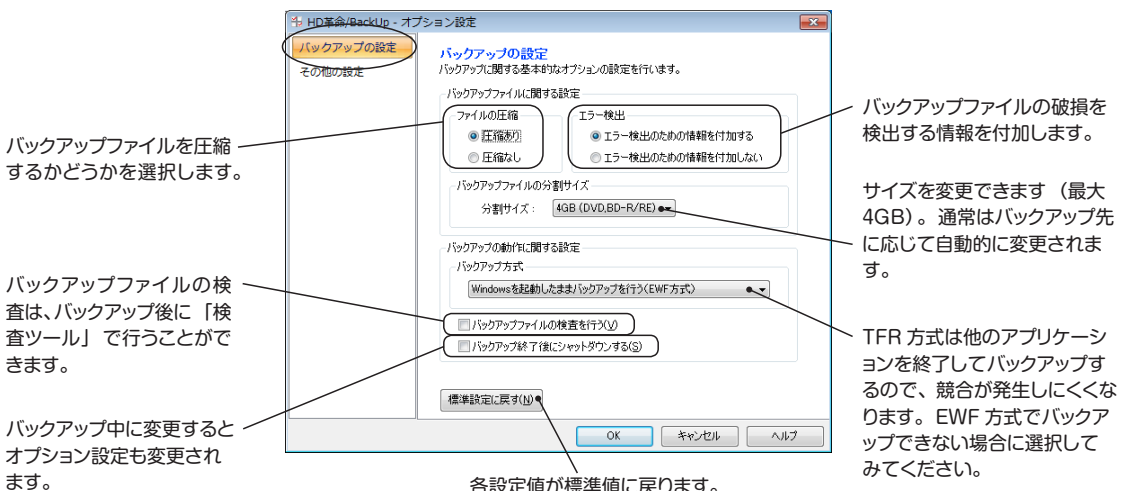 HD革命/BackUp - オプション設定
バックアップの設定
その他の設定
バックアップの設定
バックアップに関する基本的なオプションの設定を行います。
バックアップファイルに関する設定
ファイルの圧縮
圧縮あり
圧縮なし
エラー検出
エラー検出のための情報を付加する
エラー検出のための情報を付加しない
バックアップファイルの分割サイズ
分割サイズ：
4GB (DVD,BD-R/RE)
バックアップの動作に関する設定
バックアップ方式
Windowsを起動したままバックアップを行う(EWF方式)
バックアップファイルの検査を行う(V)
バックアップ終了後にシャットダウンする(S)
標準設定に戻す(N)
OK
キャンセル
ヘルプ
バックアップファイルを圧縮
するかどうかを選択します。
バックアップファイルの検
査は、バックアップ後に「検
査ツール」で行うことがで
きます。
バックアップ中に変更すると
オプション設定も変更され
ます。
バックアップファイルの破損を
検出する情報を付加します。
サイズを変更できます（最大
4GB）。通常はバックアップ先
に応じて自動的に変更されま
す。
TFR 方式は他のアプリケーシ
ョンを終了してバックアップす
るので、競合が発生しにくくな
ります。EWF 方式でバックア
ップできない場合に選択して
みてください。
各設定値が標準値に戻ります。